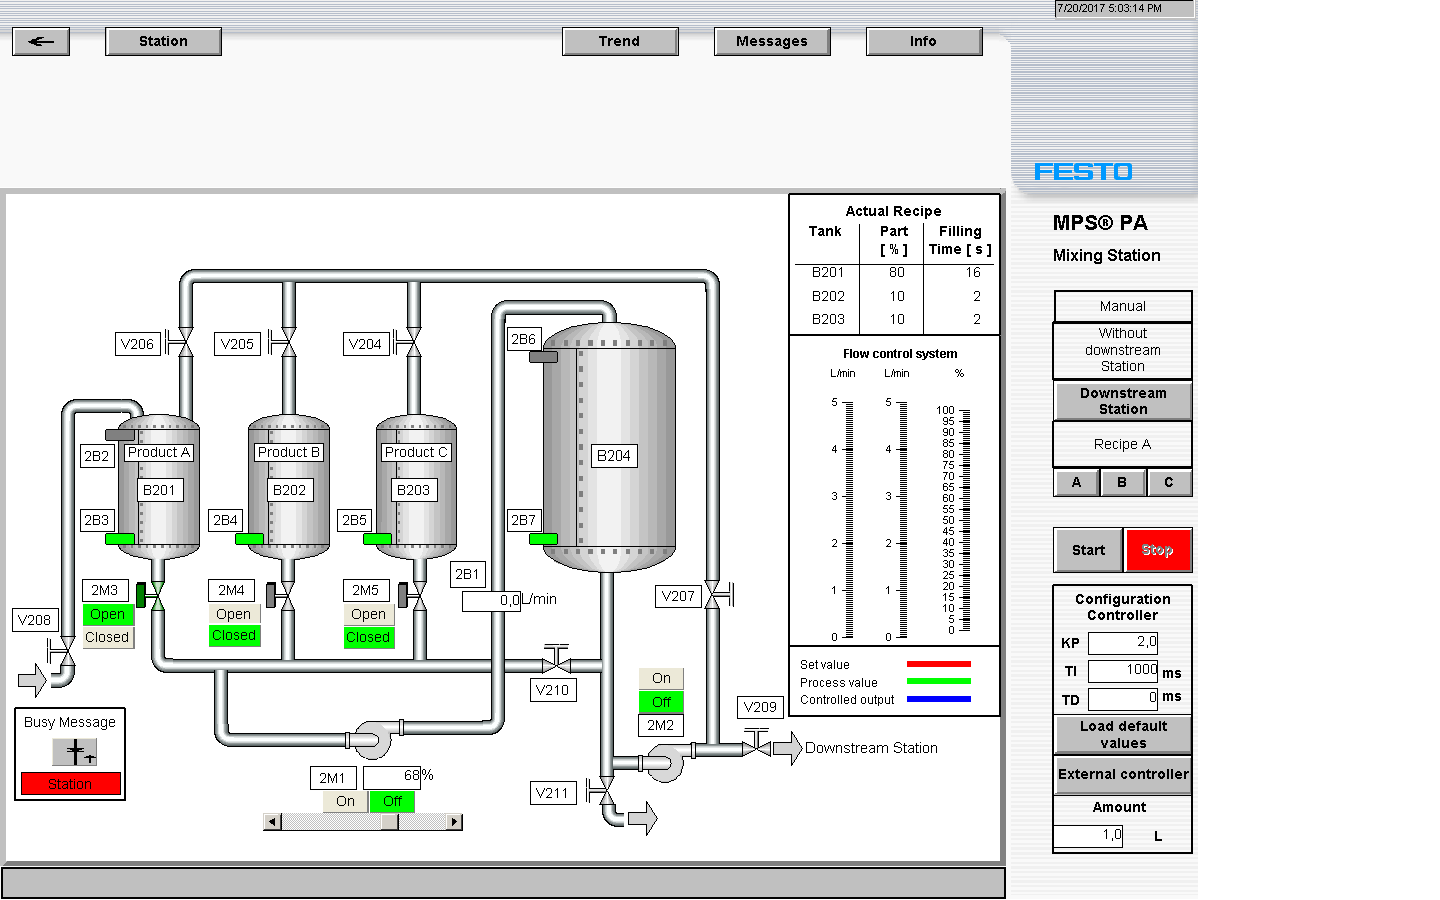 7/20/2017 5:03:14 PM
Station
Trend
Messages
Info
FESTO
MPS® PA
Mixing Station
Manual
Without
downstream
Station
Downstream
Station
Recipe A
A B C
Start Stop
Configuration
Controller
KP 2,0
TI 1000 ms
TD 0 ms
Load default
values
External controller
Amount
1,0 L
Actual Recipe
Tank Part Filling
[ % ] Time [ s ]
B201 80 16
B202 10 2
B203 10 2
Flow control system
L/min L/min %
5
4
3
2
1
0
5
4
3
2
1
0
100
95
90
85
80
75
70
65
60
55
50
45
40
35
30
25
20
15
10
5
0
Set value
Process value
Controlled output
V206
V205
V204
2B6
2B2
Product A
Product B
Product C
B201
B202
B203
B204
2B3
2B4
2B5
2B7
2B1
0,0 L/min
2M3
Open
Closed
2M4
Open
Closed
2M5
Open
Closed
V207
V208
V210
On
Off
2M2
V209
Downstream Station
V211
Busy Message
Station
2M1
68%
On
Off